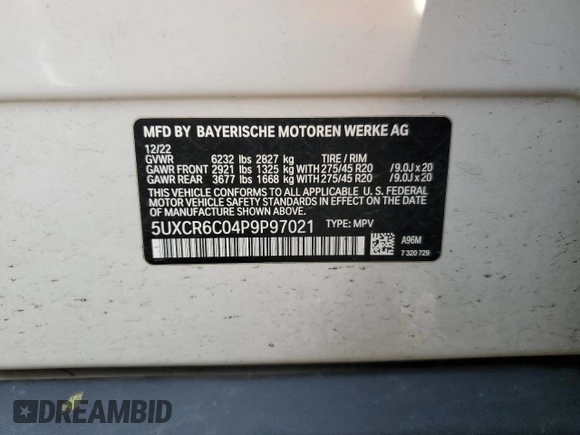 MFD BY BAYERISCHE MOTOREN WERKE AG
12/22
GVWR 6232 lbs 2827 kg TIRE / RIM
GAWR FRONT 2921 lbs 1325 kg WITH 275/45 R20 / 9.0J x 20
GAWR REAR 3677 lbs 1668 kg WITH 275/45 R20 / 9.0J x 20
THIS VEHICLE CONFORMS TO ALL APPLICABLE U. S. FEDERAL
MOTOR VEHICLE SAFETY STANDARDS IN EFFECT ON THE
DATE OF MANUFACTURE SHOWN ABOVE.
5UXCR6C04P9P97021 TYPE: MPV
A96M
7 320 729
DREAMBID